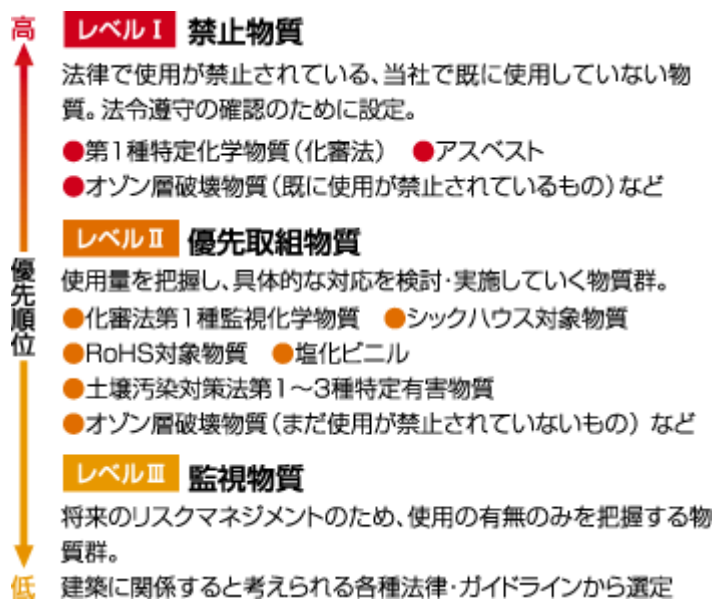 高
レベルⅠ 禁止物質
法律で使用が禁止されている、当社で既に使用していない物
質。法令遵守の確認のために設定。
●第1種特定化学物質(化審法) ●アスベスト
●オゾン層破壊物質(既に使用が禁止されているもの)など
優先順位
レベルⅡ 優先取組物質
使用量を把握し、具体的な対応を検討・実施していく物質群。
●化審法第1種監視化学物質 ●シックハウス対象物質
●RoHS対象物質 ●塩化ビニル
●土壌汚染対策法第1〜3種特定有害物質
●オゾン層破壊物質(まだ使用が禁止されていないもの) など
レベルⅢ 監視物質
将来のリスクマネジメントのため、使用の有無のみを把握する物
質群。
低
建築に関係すると考えられる各種法律・ガイドラインから選定